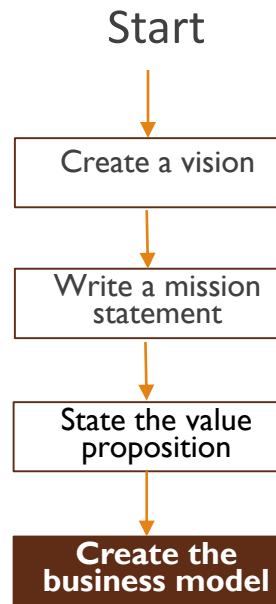 Start
Create a vision
Write a mission
statement
State the value
proposition
Create the
business model